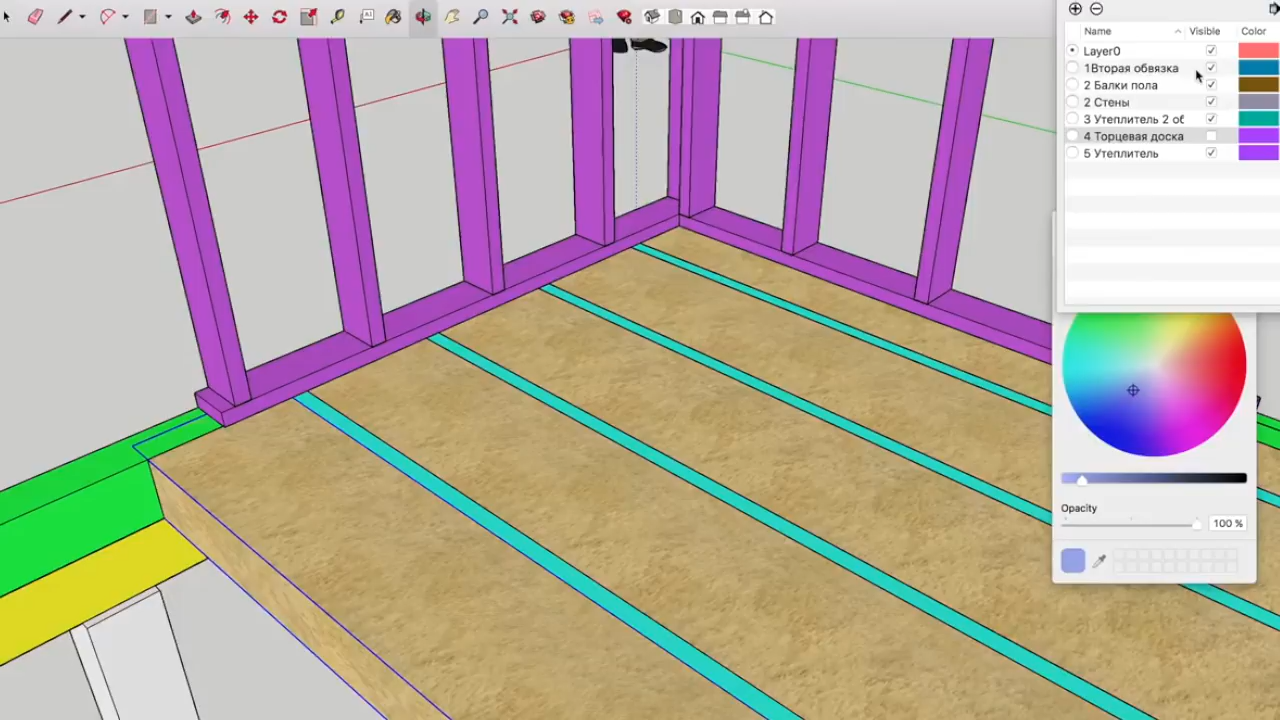 A1
Name Visible Color
Layer0
1Вторая обвязка
2 Балки пола
2 Стены
3 Утеплитель 2 об
4 Торцевая доска
5 Утеплитель
Opacity
100 %